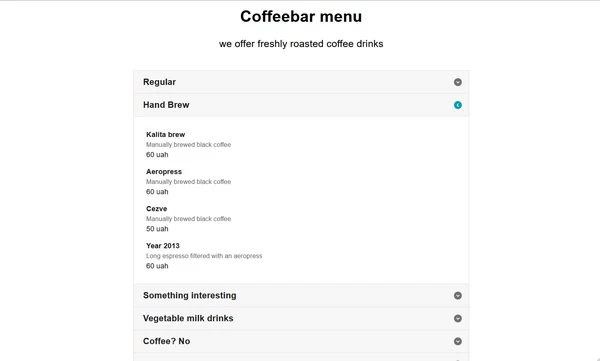 Coffeebar menu
we offer freshly roasted coffee drinks
Regular
Hand Brew
Kalita brew
Manually brewed black coffee
60 uah
Aeropress
Manually brewed black coffee
60 uah
Cezve
Manually brewed black coffee
50 uah
Year 2013
Long espresso filtered with an aeropress
60 uah
Something interesting
Vegetable milk drinks
Coffee? No